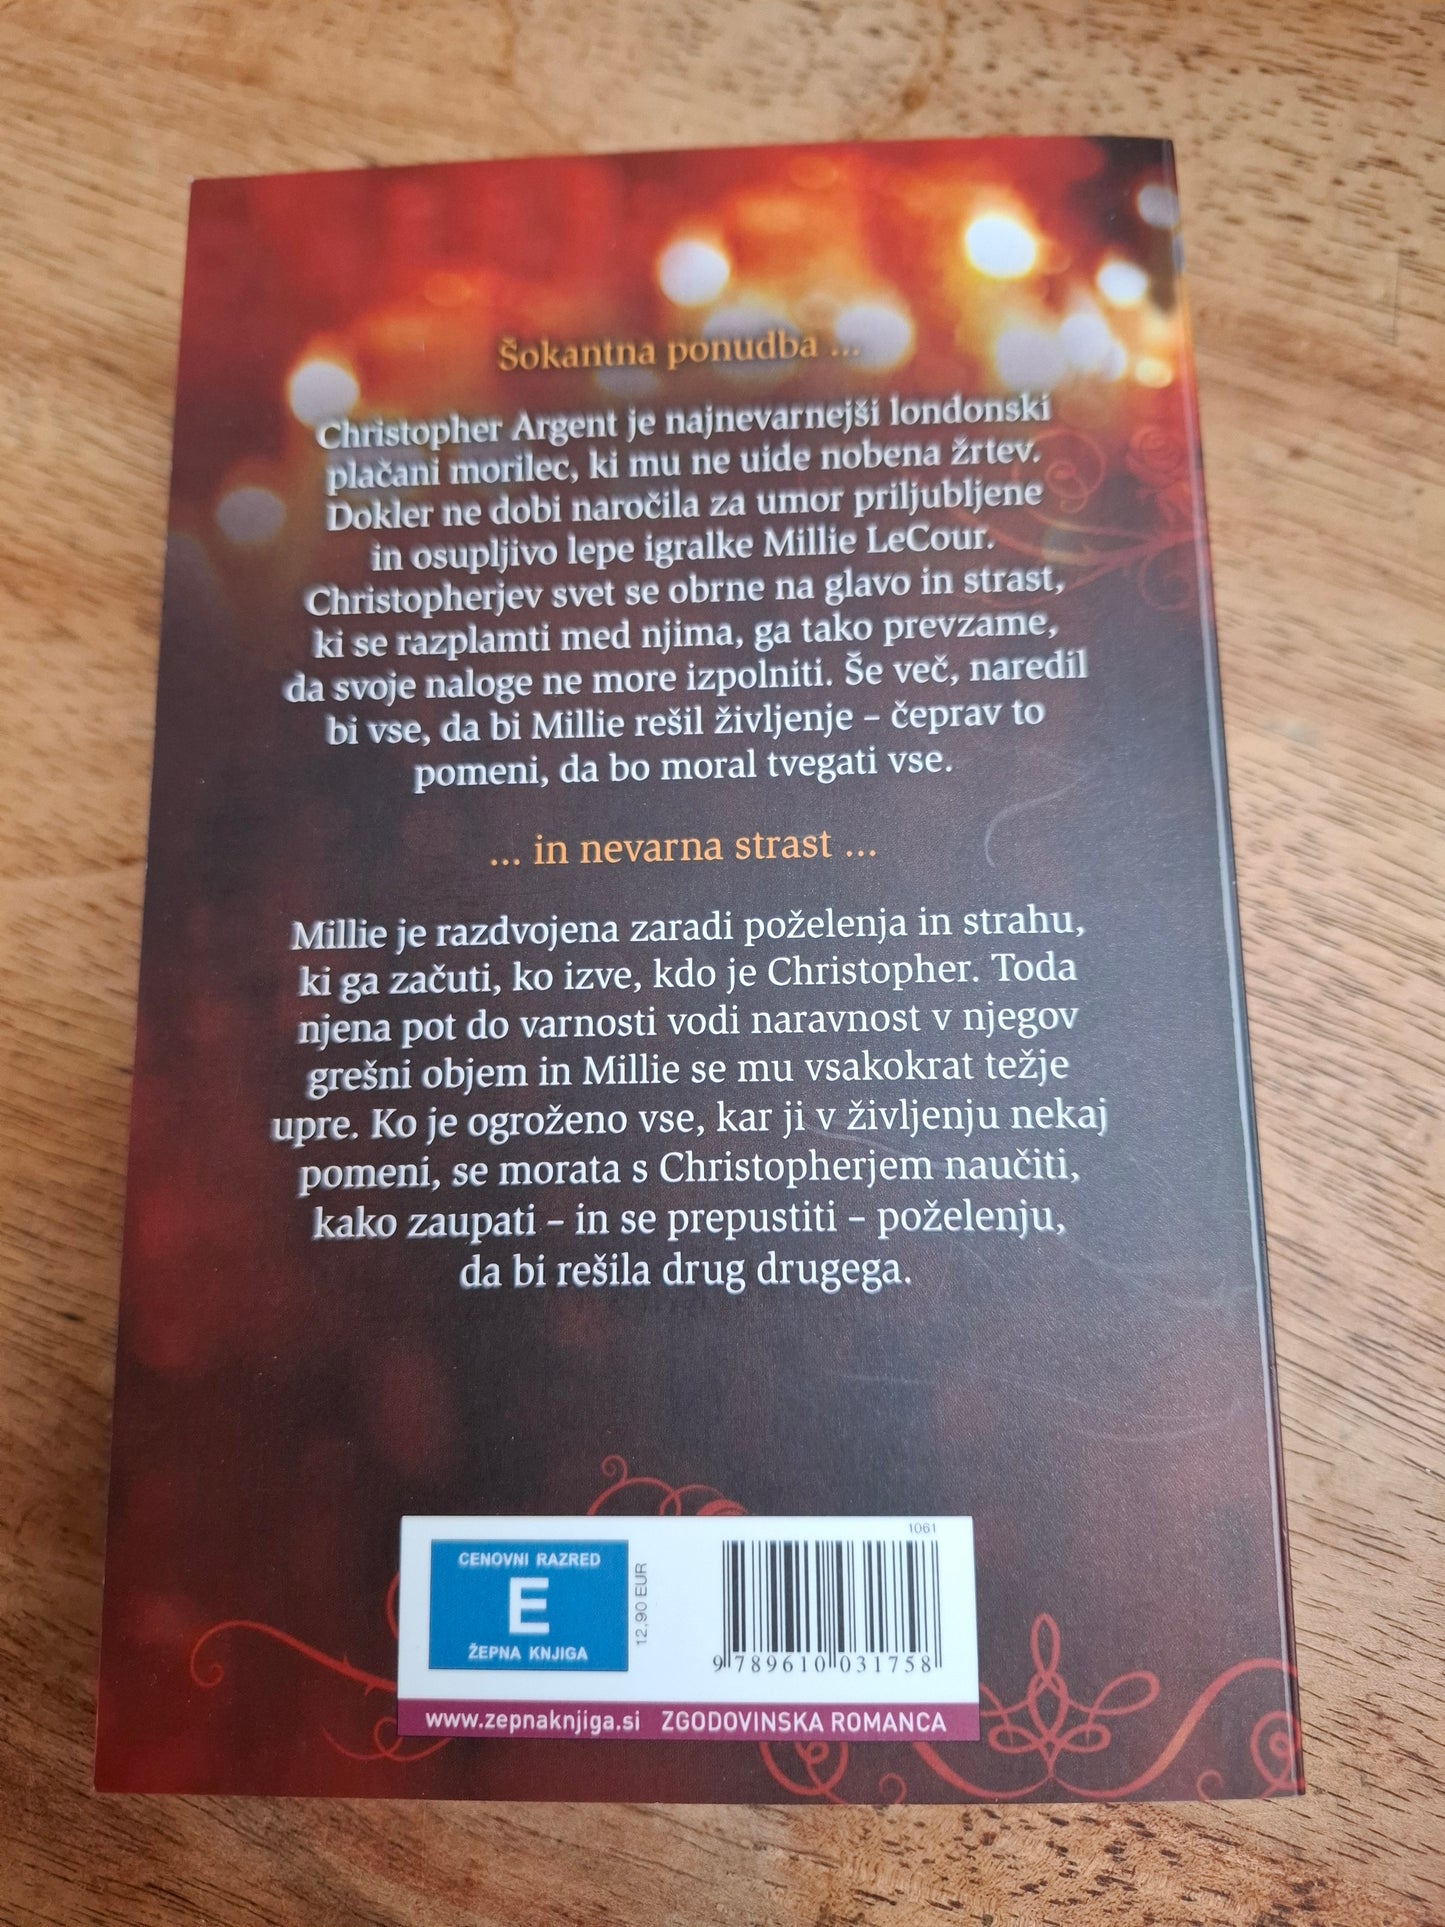 Šokantna ponudba ...
Christopher Argent je najnevarnejši londonski
plačani morilec, ki mu ne uide nobena žrtev.
Dokler ne dobi naročila za umor priljubljene
in osupljivo lepe igralke Millie LeCour.
Christopherjev svet se obrne na glavo in strast,
ki se razplamti med njima, ga tako prevzame,
da svoje naloge ne more izpolniti. Še več, naredil
bi vse, da bi Millie rešil življenje – čeprav to
pomeni, da bo moral tvegati vse.
... in nevarna strast ...
Millie je razdvojena zaradi poželenja in strahu,
ki ga začuti, ko izve, kdo je Christopher. Toda
njena pot do varnosti vodi naravnost v njegov
grešni objem in Millie se mu vsakokrat težje
upre. Ko je ogroženo vse, kar ji v življenju nekaj
pomeni, se morata s Christopherjem naučiti,
kako zaupati – in se prepustiti – poželenju,
da bi rešila drug drugega.
CENOVNI RAZRED
E
ŽEPNA KNJIGA
12,90 EUR
1061
9 789610 031758
www.zepnaknjiga.si ZGODOVINSKA ROMANCA